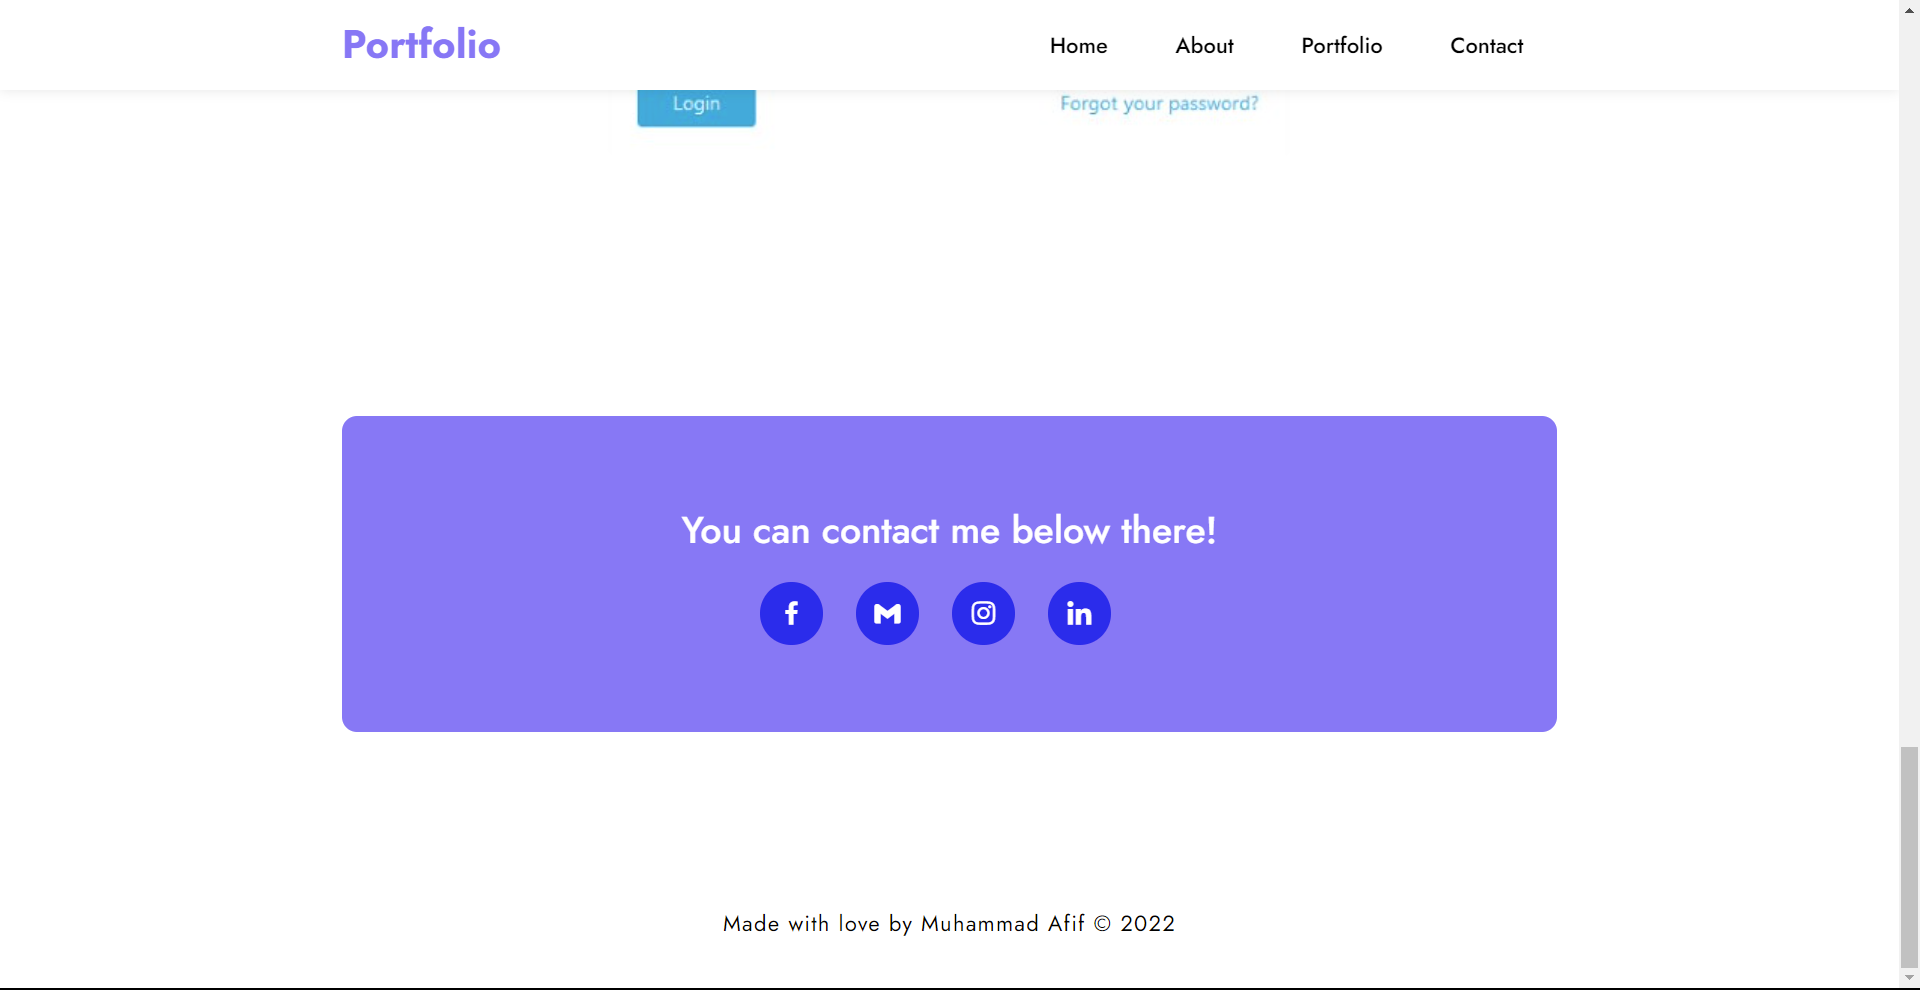 Portfolio
Home About Portfolio Contact
Login Forgot your password?
You can contact me below there!
Made with love by Muhammad Afif © 2022